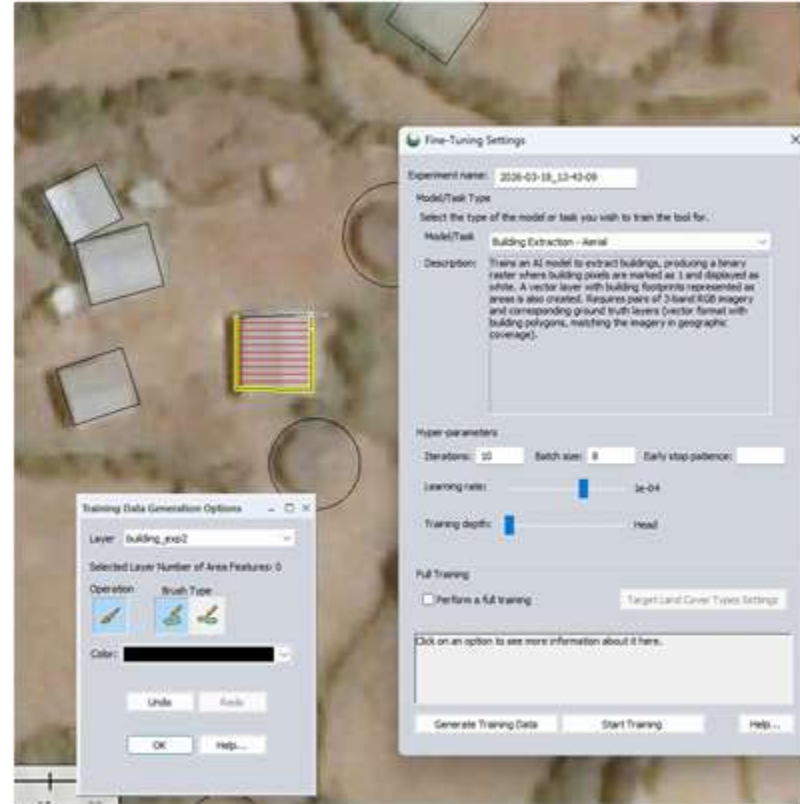 Fine-Tuning Settings
Experiment name: 2026-03-18_13-43-09
Model/Task Type
Select the type of the model or task you wish to train the tool for.
Model/Task Building Extraction - Aerial
Description: Trains an AI model to extract buildings, producing a binary
raster where building pixels are marked as 1 and displayed as
white. A vector layer with building footprints represented as
areas is also created. Requires pairs of 3-band RGB imagery
and corresponding ground truth layers (vector format with
building polygons, matching the imagery in geographic
coverage).
Hyper-parameters
Iterations: 10 Batch size: 8 Early stop patience:
Learning rate: 1e-04
Training depth: Head
Full Training
Perform a full training Target Land Cover Types Settings
Click on an option to see more information about it here.
Generate Training Data Start Training Help...
Training Data Generation Options
Layer building_exp2
Selected Layer Number of Area Features: 0
Operation Brush Type
Color:
Undo Redo
OK Help...